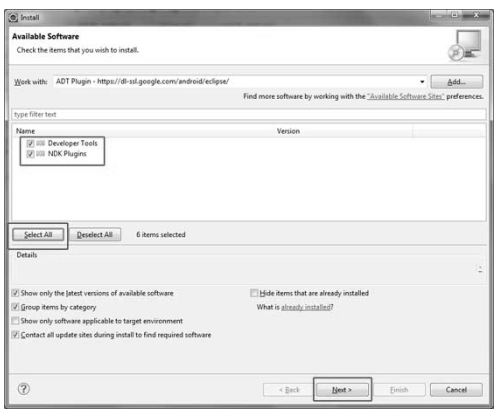 Install
Available Software
Check the items that you wish to install.
Work with: ADT Plugin - https://dl-ssl.google.com/android/eclipse/ Add...
Find more software by working with the "Available Software Sites" preferences.
type filter text
Name Version
Developer Tools
NDK Plugins
Select All Deselect All 6 items selected
Details
Show only the latest versions of available software Hide items that are already installed
Group items by category What is already installed?
Show only software applicable to target environment
Contact all update sites during install to find required software
? < Back Next > Finish Cancel